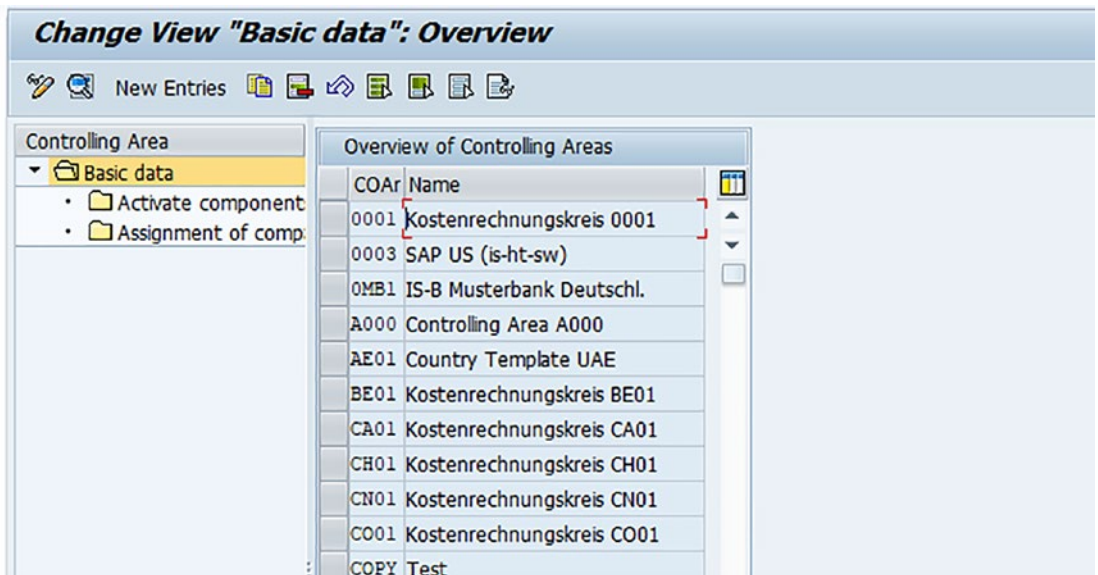 Change View "Basic data": Overview
New Entries
Controlling Area
Basic data
Activate component
Assignment of comp
Overview of Controlling Areas
COAr Name
0001 Kostenrechnungskreis 0001
0003 SAP US (is-ht-sw)
0MB1 IS-B Musterbank Deutschl.
A000 Controlling Area A000
AE01 Country Template UAE
BE01 Kostenrechnungskreis BE01
CA01 Kostenrechnungskreis CA01
CH01 Kostenrechnungskreis CH01
CN01 Kostenrechnungskreis CN01
CO01 Kostenrechnungskreis CO01
COPY Test